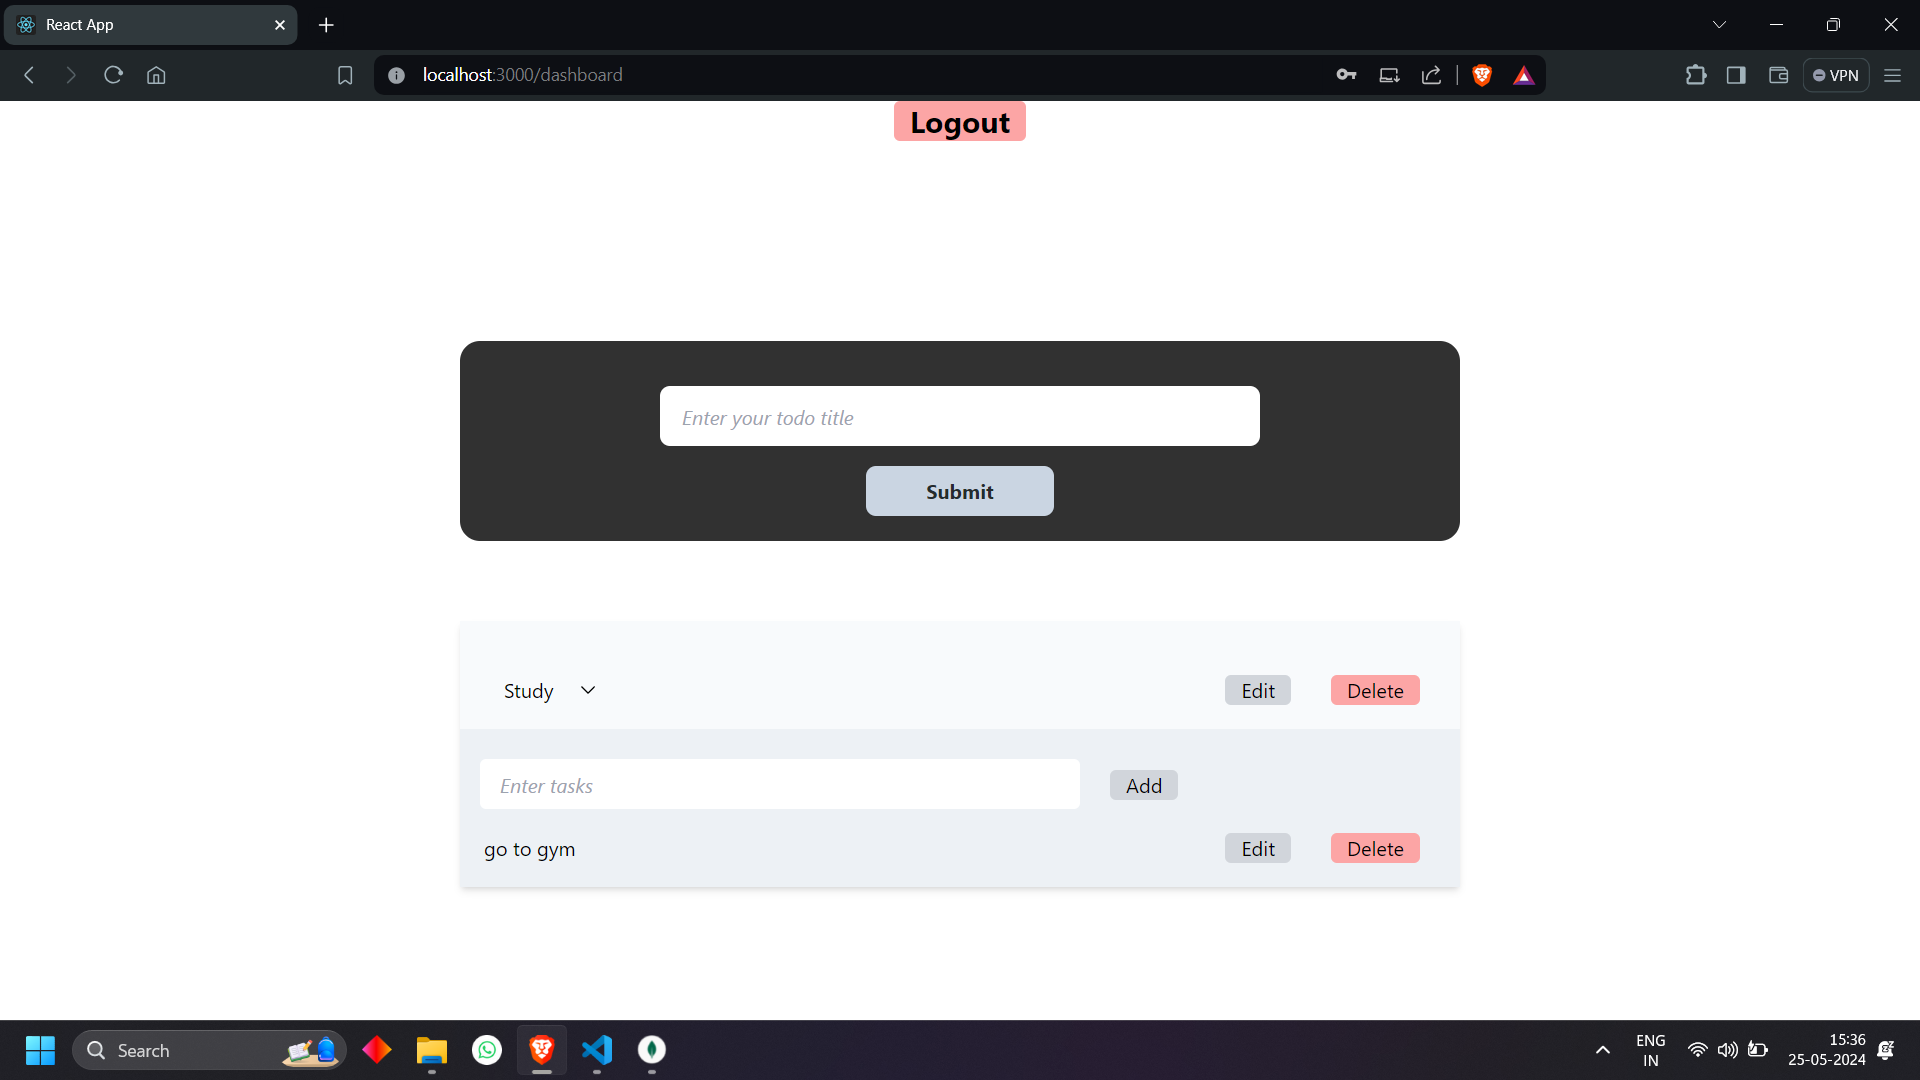 React App
localhost:3000/dashboard
VPN
Logout
Enter your todo title
Submit
Study
Edit
Delete
Enter tasks
Add
go to gym
Edit
Delete
Search
ENG
IN
15:36
25-05-2024